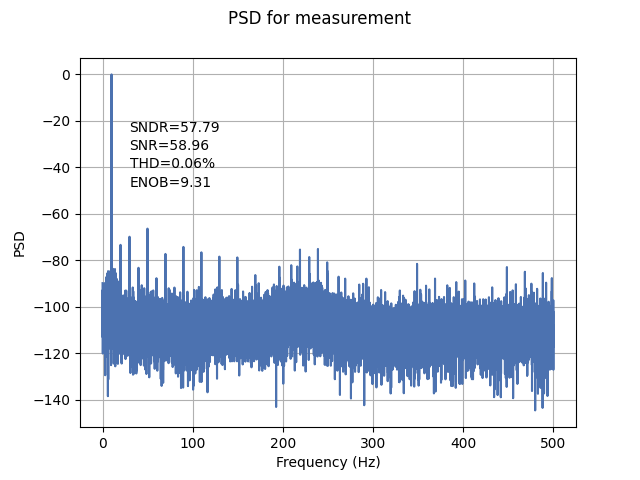 PSD for measurement
0
−20
−40
−60
−80
−100
−120
−140
PSD
SNDR=57.79
SNR=58.96
THD=0.06%
ENOB=9.31
0 100 200 300 400 500
Frequency (Hz)